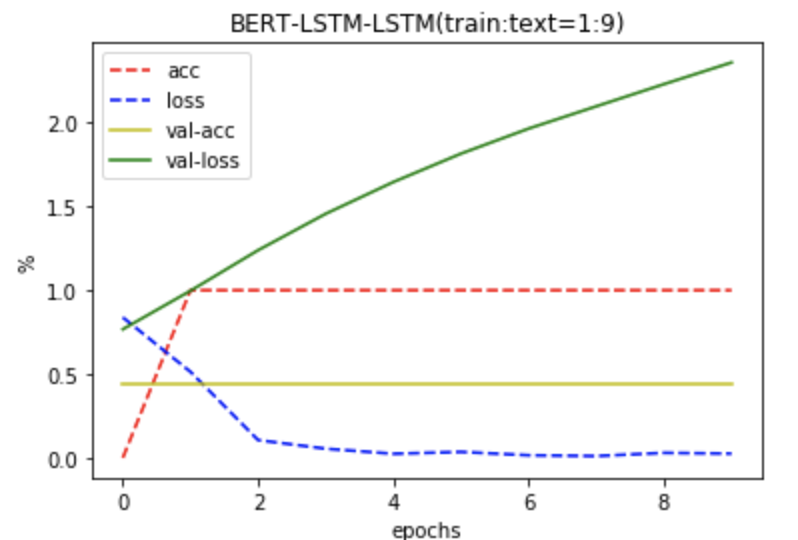 BERT-LSTM-LSTM(train:text=1:9)
acc
loss
val-acc
val-loss
2.0
1.5
1.0
0.5
0.0
%
0 2 4 6 8
epochs